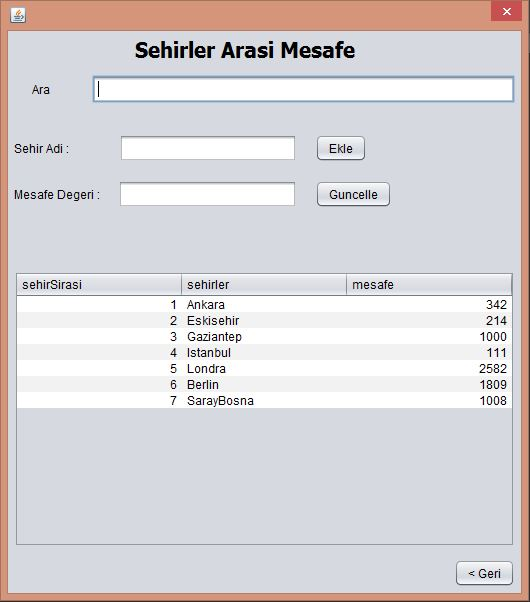 Sehirler Arasi Mesafe
Ara
Sehir Adi :
Ekle
Mesafe Degeri :
Guncelle
sehirSirasi sehirler mesafe
1 Ankara 342
2 Eskisehir 214
3 Gaziantep 1000
4 Istanbul 111
5 Londra 2582
6 Berlin 1809
7 SarayBosna 1008
< Geri